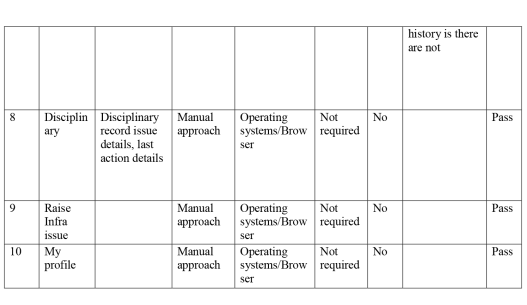 history is there
are not
8 Disciplin Disciplinary Manual Operating Not No Pass
ary record issue approach systems/Brow required
details, last ser
action details
9 Raise Manual Operating Not No Pass
Infra approach systems/Brow required
issue ser
10 My Manual Operating Not No Pass
profile approach systems/Brow required
ser